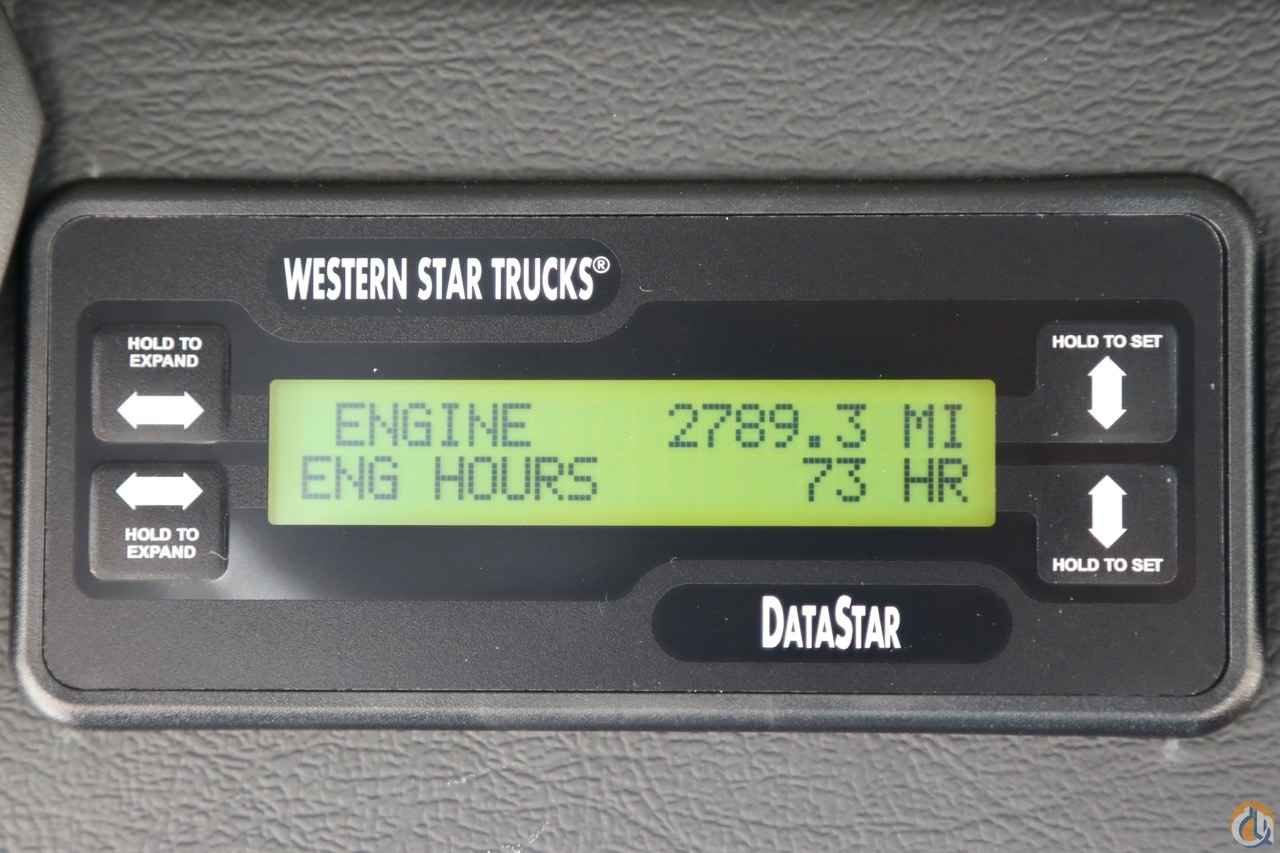 WESTERN STAR TRUCKS®
HOLD TO
EXPAND
HOLD TO SET
ENGINE 2789.3 MI
ENG HOURS 73 HR
HOLD TO
EXPAND
HOLD TO SET
DATASTAR